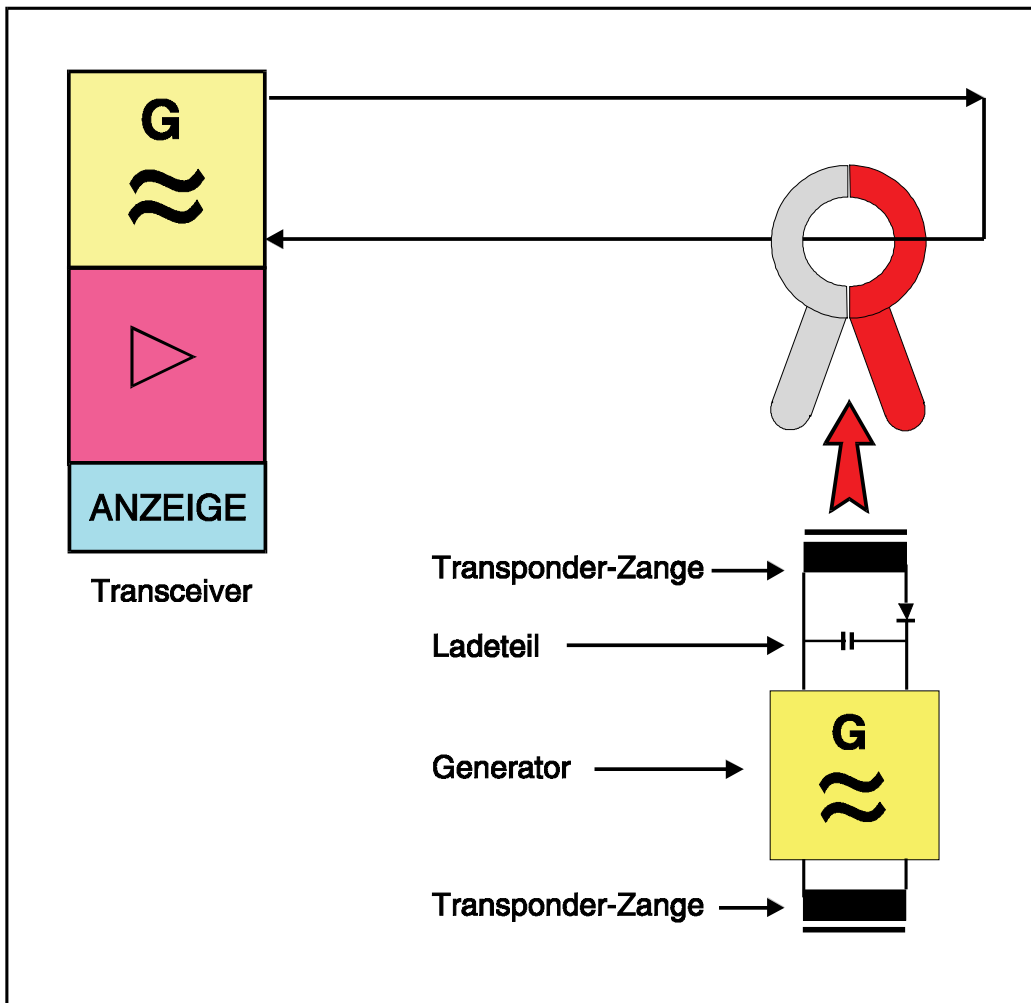 G
ANZEIGE
Transceiver
Transponder-Zange
Ladeteil
G
Generator
Transponder-Zange